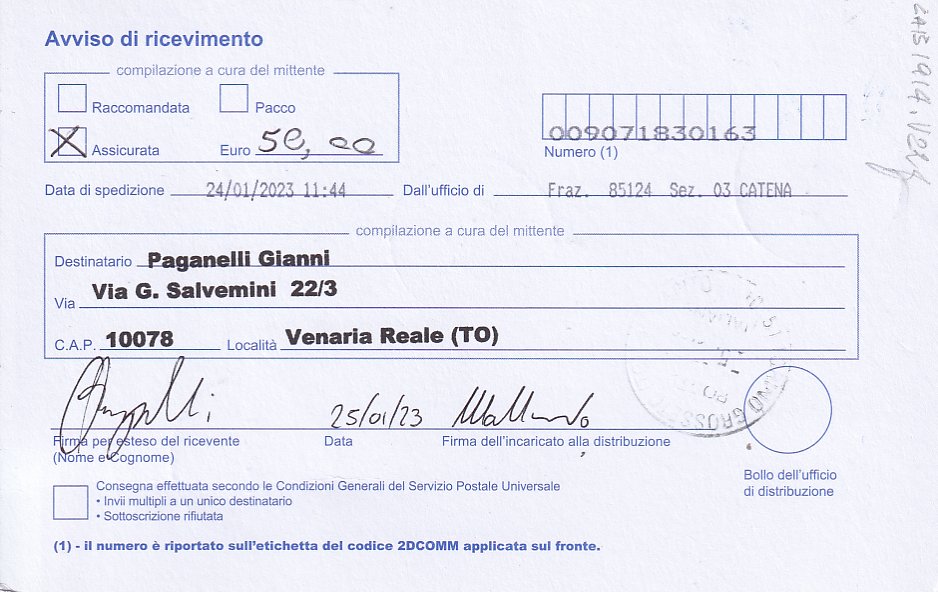 Avviso di ricevimento
compilazione a cura del mittente
Raccomandata Pacco
Assicurata Euro 50,00
009071830163
Numero (1)
Data di spedizione 24/01/2023 11:44 Dall'ufficio di Fraz. 85124 Sez. 03 CATENA
compilazione a cura del mittente
Destinatario Paganelli Gianni
Via Via G. Salvemini 22/3
C.A.P. 10078 Località Venaria Reale (TO)
25/01/23
Firma per esteso del ricevente Data Firma dell'incaricato alla distribuzione
(Nome e Cognome)
Bollo dell'ufficio
di distribuzione
Consegna effettuata secondo le Condizioni Generali del Servizio Postale Universale
• Invii multipli a un unico destinatario
• Sottoscrizione rifiutata
(1) - il numero è riportato sull'etichetta del codice 2DCOMM applicata sul fronte.